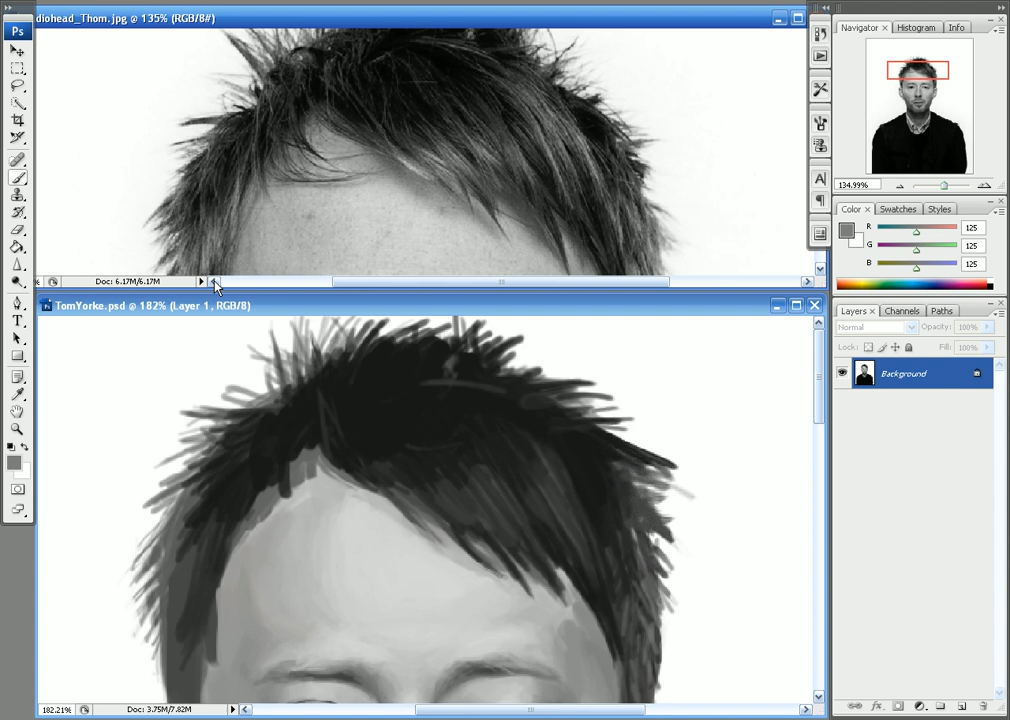 Ps
diohead_Thom.jpg @ 135% (RGB/8#)
% Doc: 6.17M/6.17M
TomYorke.psd @ 182% (Layer 1, RGB/8)
182.21% Doc: 3.75M/7.82M
Navigator × Histogram Info
134.99%
Color × Swatches Styles
R 125
G 125
B 125
Layers × Channels Paths
Normal Opacity: 100%
Lock: Fill: 100%
Background